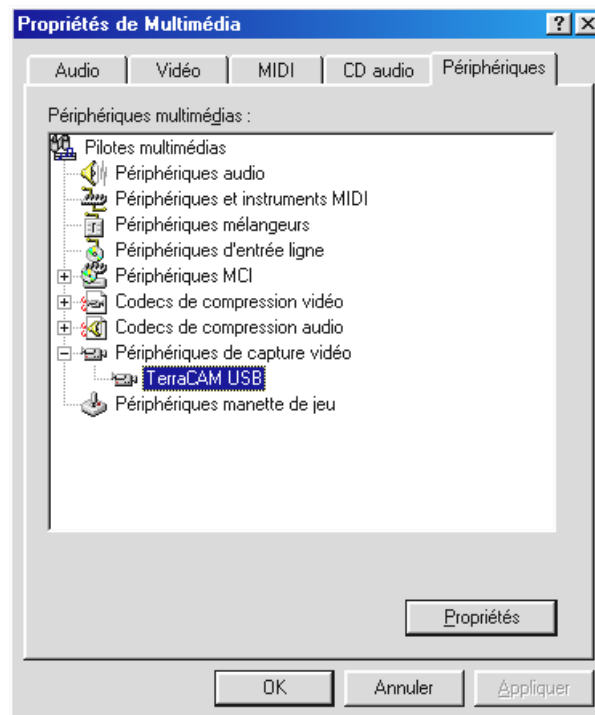 Propriétés de Multimédia
Audio Vidéo MIDI CD audio Périphériques
Périphériques multimédias :
Pilotes multimédias
Périphériques audio
Périphériques et instruments MIDI
Périphériques mélangeurs
Périphériques d'entrée ligne
Périphériques MCI
Codecs de compression vidéo
Codecs de compression audio
Périphériques de capture vidéo
TerraCAM USB
Périphériques manette de jeu
Propriétés
OK Annuler Appliquer